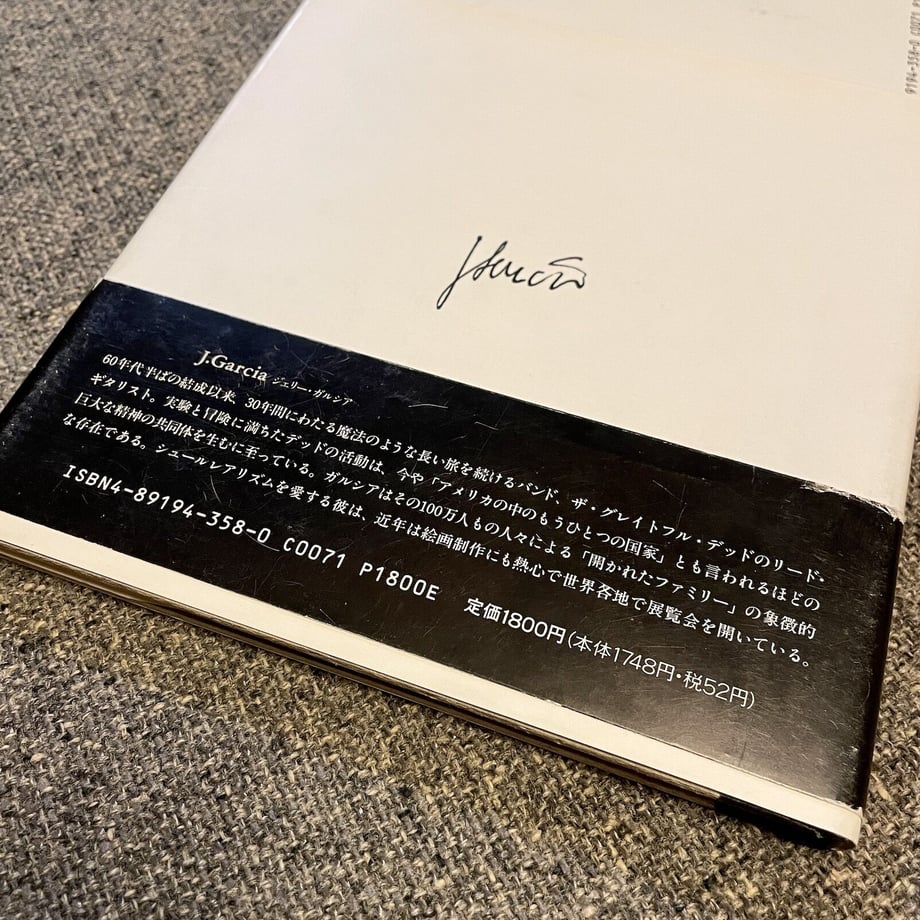 J.Garcia
J.Garcia ジェリー・ガルシア
60年代半ばの結成以来、30年間にわたる魔法のような長い旅を続けるバンド、ザ・グレイトフル・デッドのリード・
ギタリスト。実験と冒険に満ちたデッドの活動は、今や「アメリカの中のもうひとつの国家」とも言われるほどの
巨大な精神の共同体を生むに至っている。ガルシアはその100万人もの人々による「開かれたファミリー」の象徴的
な存在である。シュールレアリズムを愛する彼は、近年は絵画制作にも熱心で世界各地で展覧会を開いている。
ISBN4-89194-358-0 C0071 P1800E 定価1800円(本体1748円・税52円)